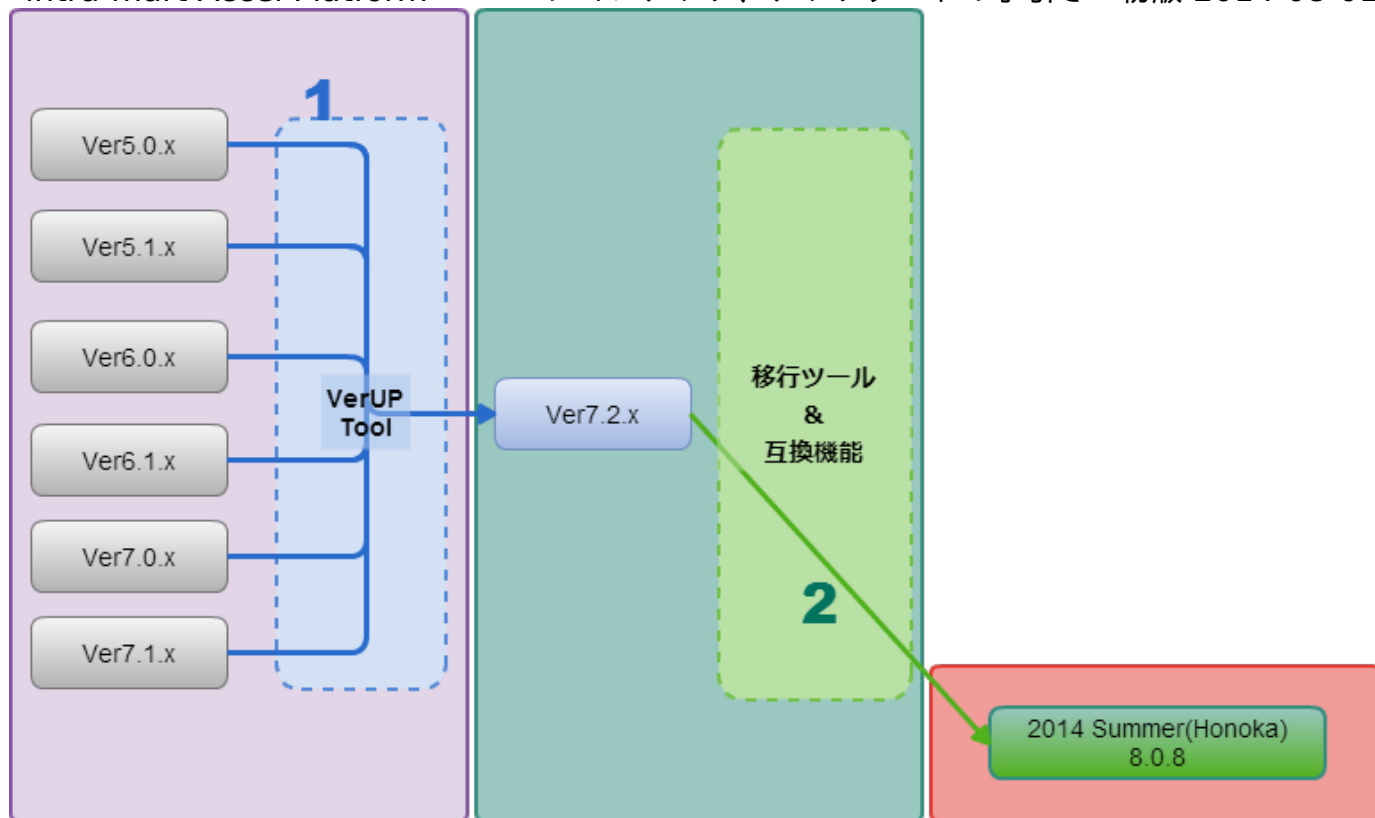 1
Ver5.0.x
Ver5.1.x
Ver6.0.x
VerUP
Tool
Ver6.1.x
Ver7.0.x
Ver7.1.x
Ver7.2.x
移行ツール
&
互換機能
2
2014 Summer(Honoka)
8.0.8